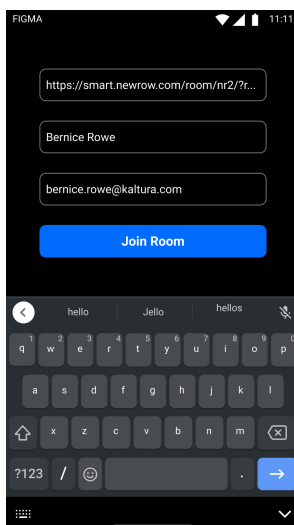 FIGMA 11:11
https://smart.newrow.com/room/nr2/?r...
Bernice Rowe
bernice.rowe@kaltura.com
Join Room
hello Jello hellos
1 2 3 4 5 6 7 8 9 0
q w e r t y u i o p
a s d f g h j k l
x z c v b n m
?123 / .